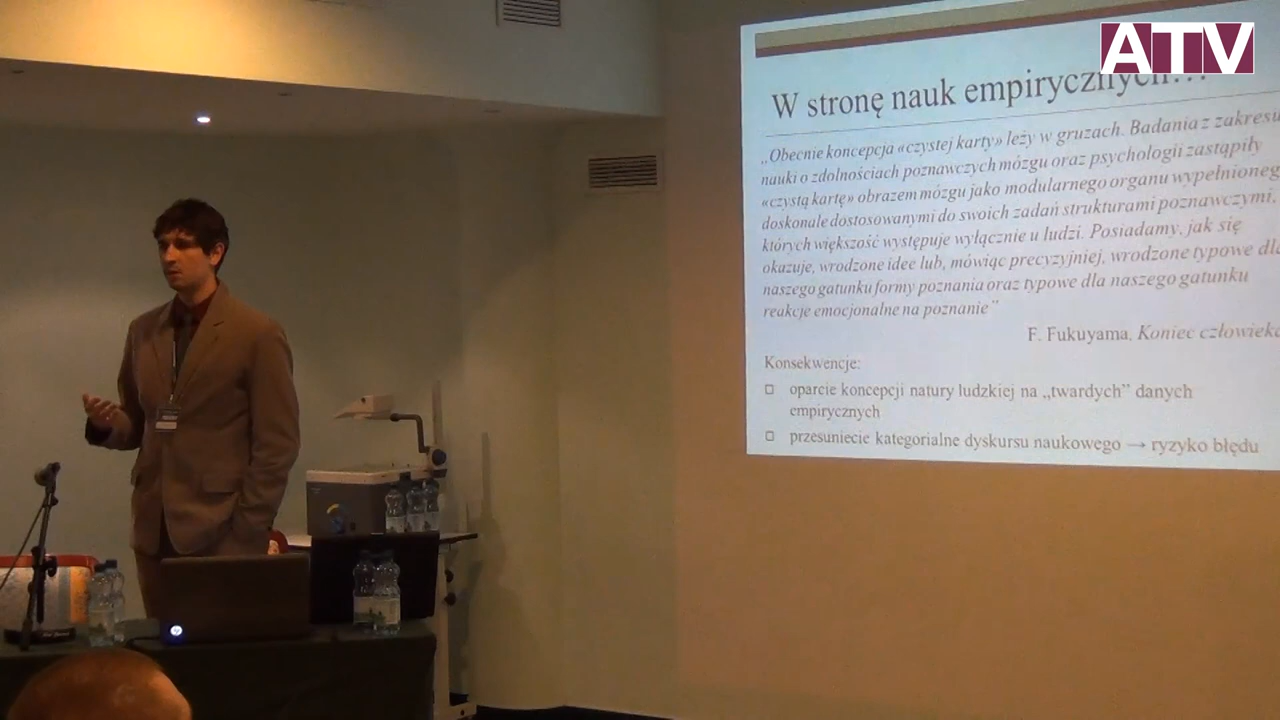 ATV
W stronę nauk empirycznych...
„Obecnie koncepcja «czystej karty» leży w gruzach. Badania z zakresu
nauki o zdolnościach poznawczych mózgu oraz psychologii zastąpiły
«czystą kartę» obrazem mózgu jako modularnego organu wypełnioneg
doskonale dostosowanymi do swoich zadań strukturami poznawczymi,
których większość występuje wyłącznie u ludzi. Posiadamy, jak się
okazuje, wrodzone idee lub, mówiąc precyzyjniej, wrodzone typowe dla
naszego gatunku formy poznania oraz typowe dla naszego gatunku
reakcje emocjonalne na poznanie”
F. Fukuyama, Koniec człowieka
Konsekwencje:
oparcie koncepcji natury ludzkiej na „twardych” danych
empirycznych
przesuniecie kategorialne dyskursu naukowego → ryzyko błędu